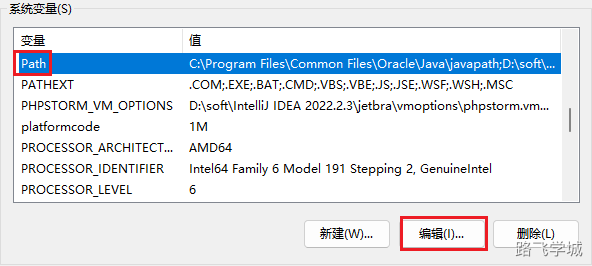 系统变量(S)
变量 值
Path C:\Program Files\Common Files\Oracle\Java\javapath;D:\soft\...
PATHEXT .COM;.EXE;.BAT;.CMD;.VBS;.VBE;.JS;.JSE;.WSF;.WSH;.MSC
PHPSTORM_VM_OPTIONS D:\soft\IntelliJ IDEA 2022.2.3\jetbra\vmoptions\phpstorm.vm...
platformcode 1M
PROCESSOR_ARCHITECT... AMD64
PROCESSOR_IDENTIFIER Intel64 Family 6 Model 191 Stepping 2, GenuineIntel
PROCESSOR_LEVEL 6
新建(W)... 编辑(I)... 删除(L)
路飞学城